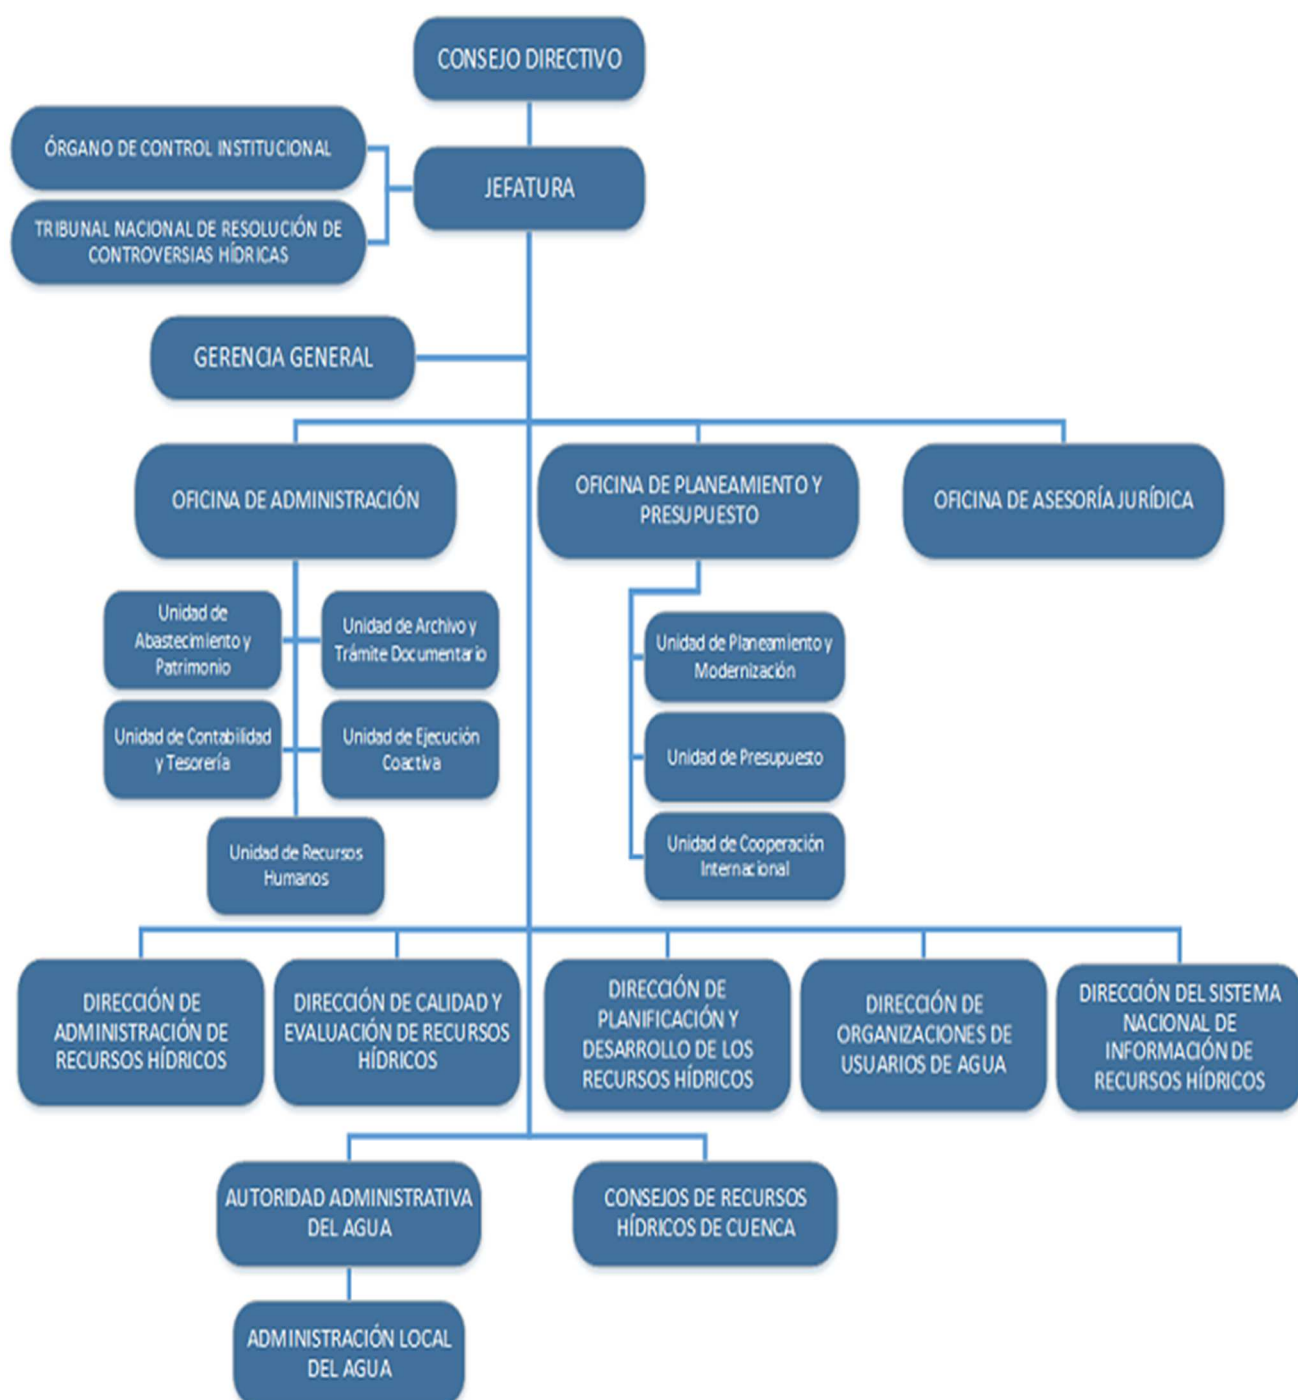 CONSEJO DIRECTIVO
ÓRGANO DE CONTROL INSTITUCIONAL
JEFATURA
TRIBUNAL NACIONAL DE RESOLUCIÓN DE
CONTROVERSIAS HÍDRICAS
GERENCIA GENERAL
OFICINA DE ADMINISTRACIÓN
OFICINA DE PLANEAMIENTO Y
PRESUPUESTO
OFICINA DE ASESORÍA JURÍDICA
Unidad de
Abastecimiento y
Patrimonio
Unidad de Archivo y
Trámite Documentario
Unidad de Contabilidad
y Tesorería
Unidad de Ejecución
Coactiva
Unidad de Recursos
Humanos
Unidad de Planeamiento y
Modernización
Unidad de Presupuesto
Unidad de Cooperación
Internacional
DIRECCIÓN DE
ADMINISTRACIÓN DE
RECURSOS HÍDRICOS
DIRECCIÓN DE CALIDAD Y
EVALUACIÓN DE RECURSOS
HÍDRICOS
DIRECCIÓN DE
PLANIFICACIÓN Y
DESARROLLO DE LOS
RECURSOS HÍDRICOS
DIRECCIÓN DE
ORGANIZACIONES DE
USUARIOS DE AGUA
DIRECCIÓN DEL SISTEMA
NACIONAL DE
INFORMACIÓN DE
RECURSOS HÍDRICOS
AUTORIDAD ADMINISTRATIVA
DEL AGUA
CONSEJOS DE RECURSOS
HÍDRICOS DE CUENCA
ADMINISTRACIÓN LOCAL
DEL AGUA